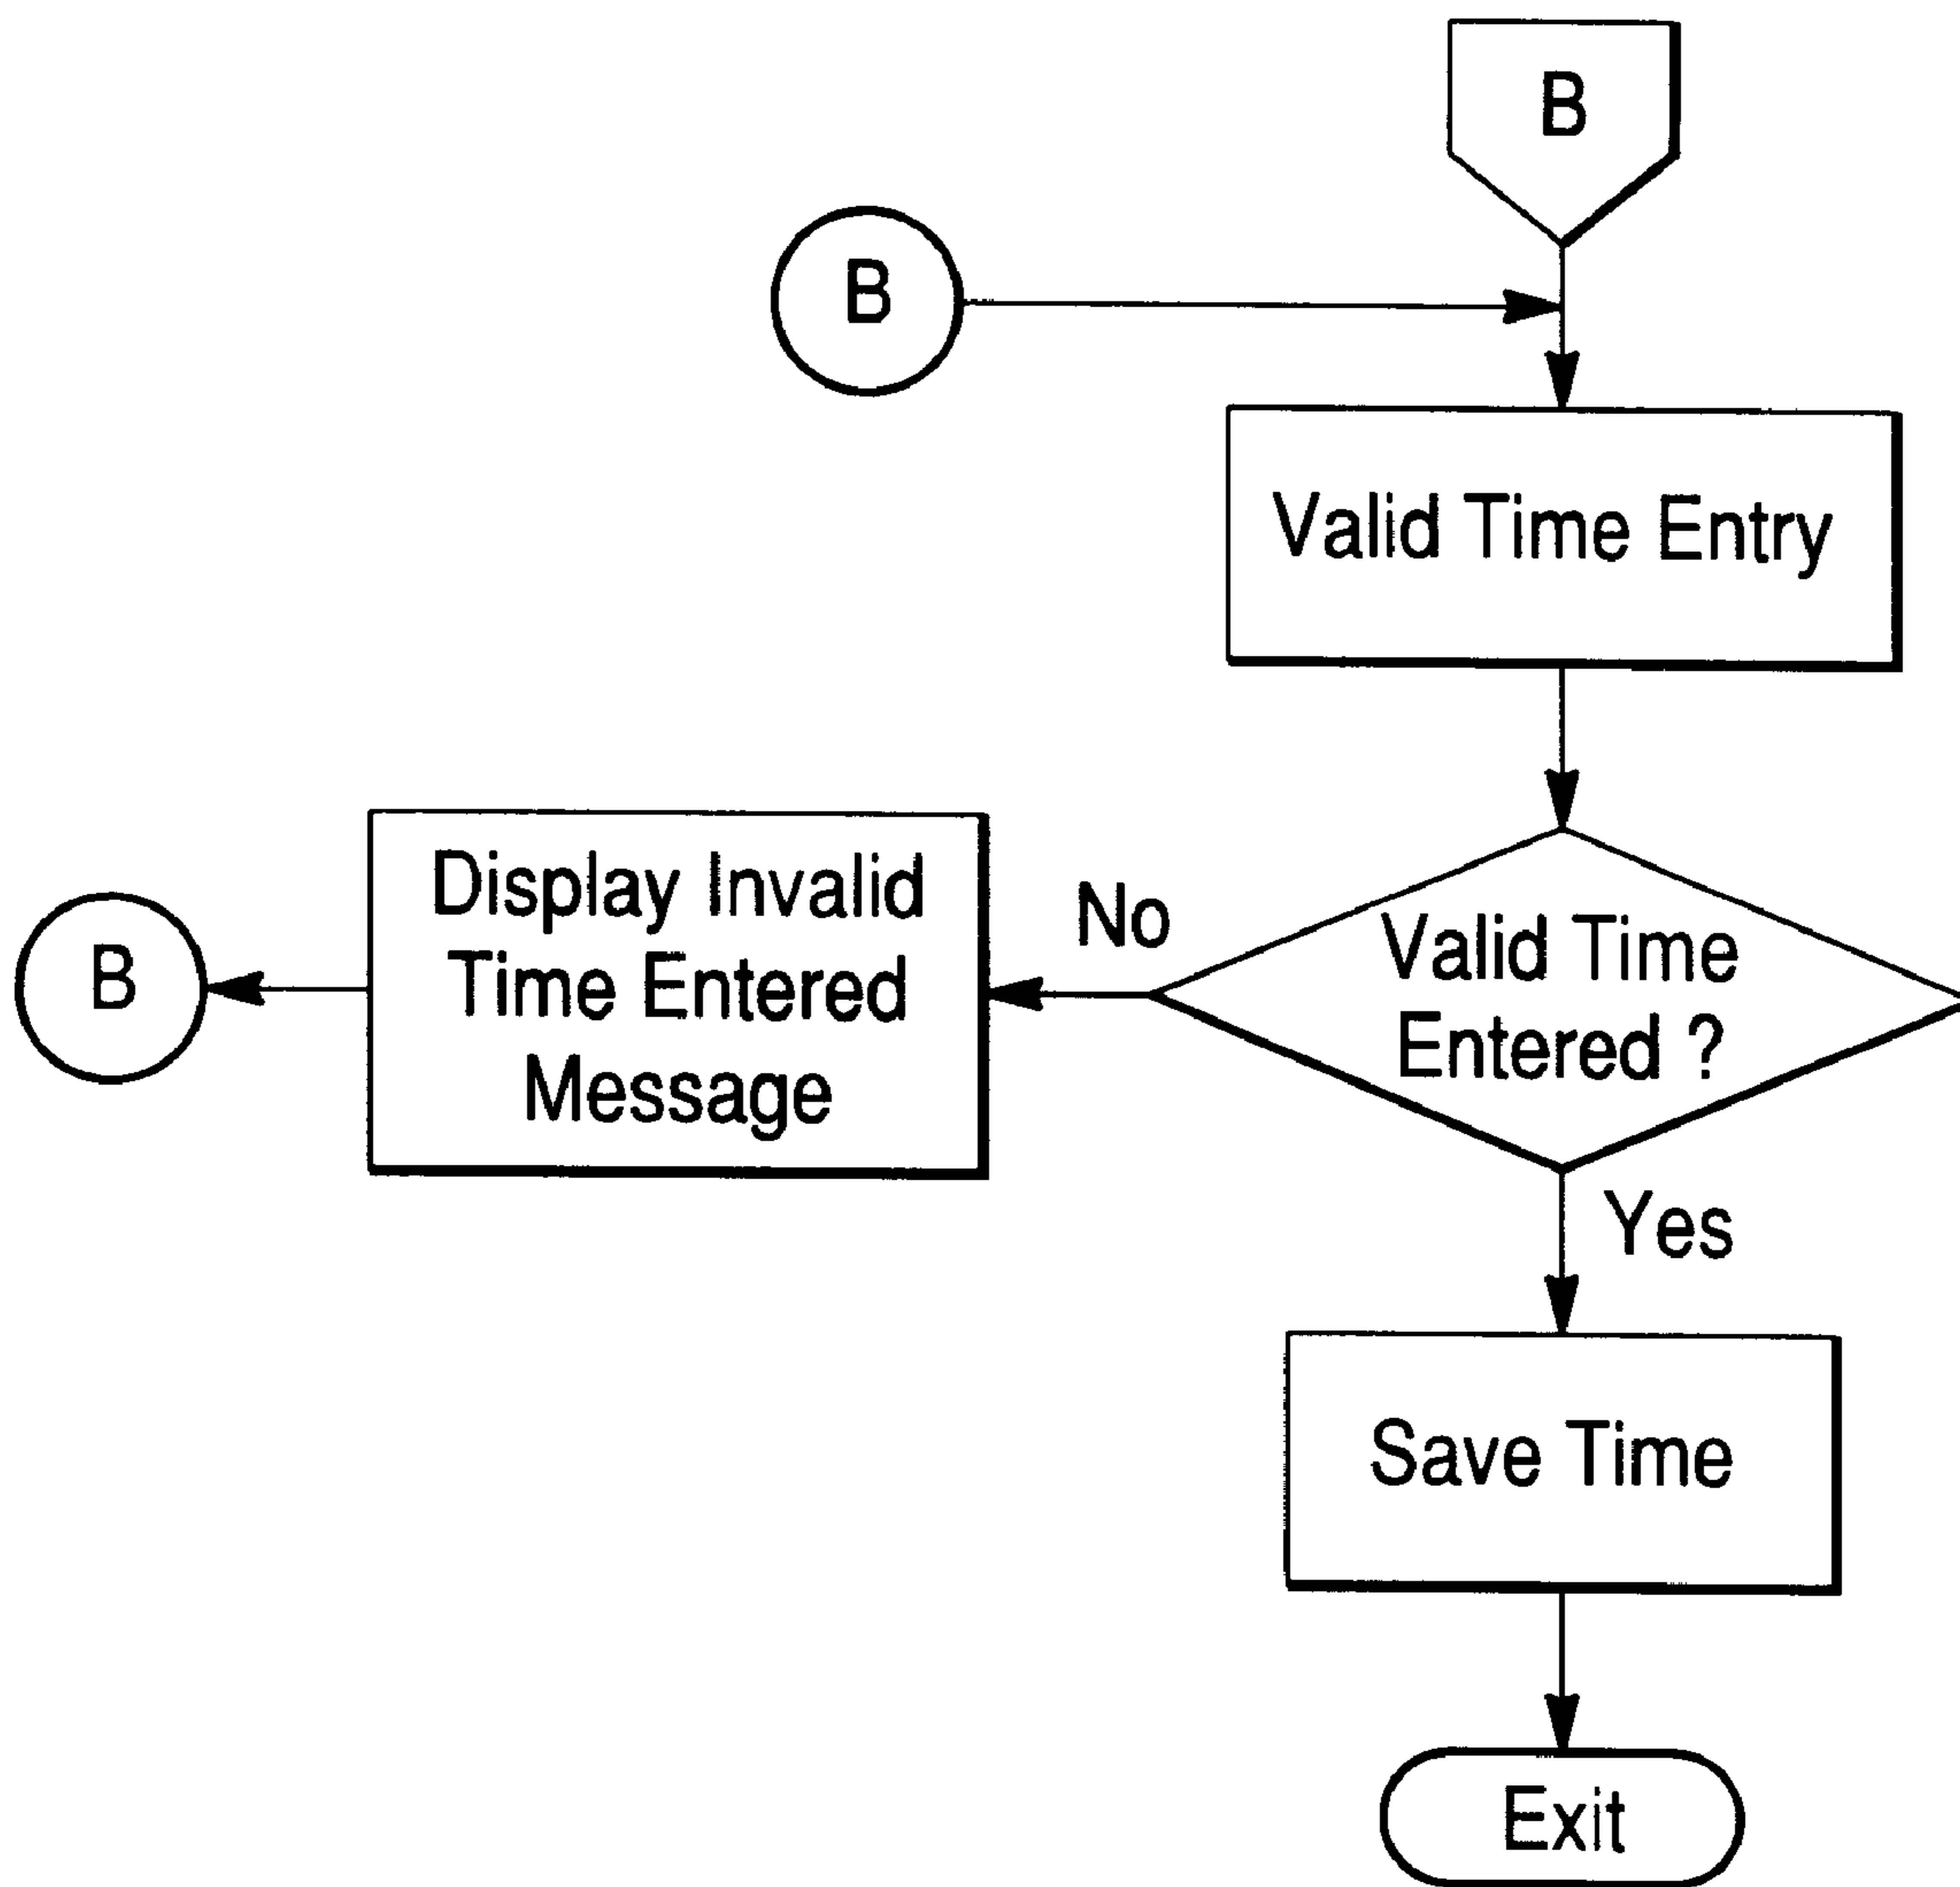 B
B
Valid Time Entry
Display Invalid
Time Entered
Message
B
No
Valid Time
Entered ?
Yes
Save Time
Exit